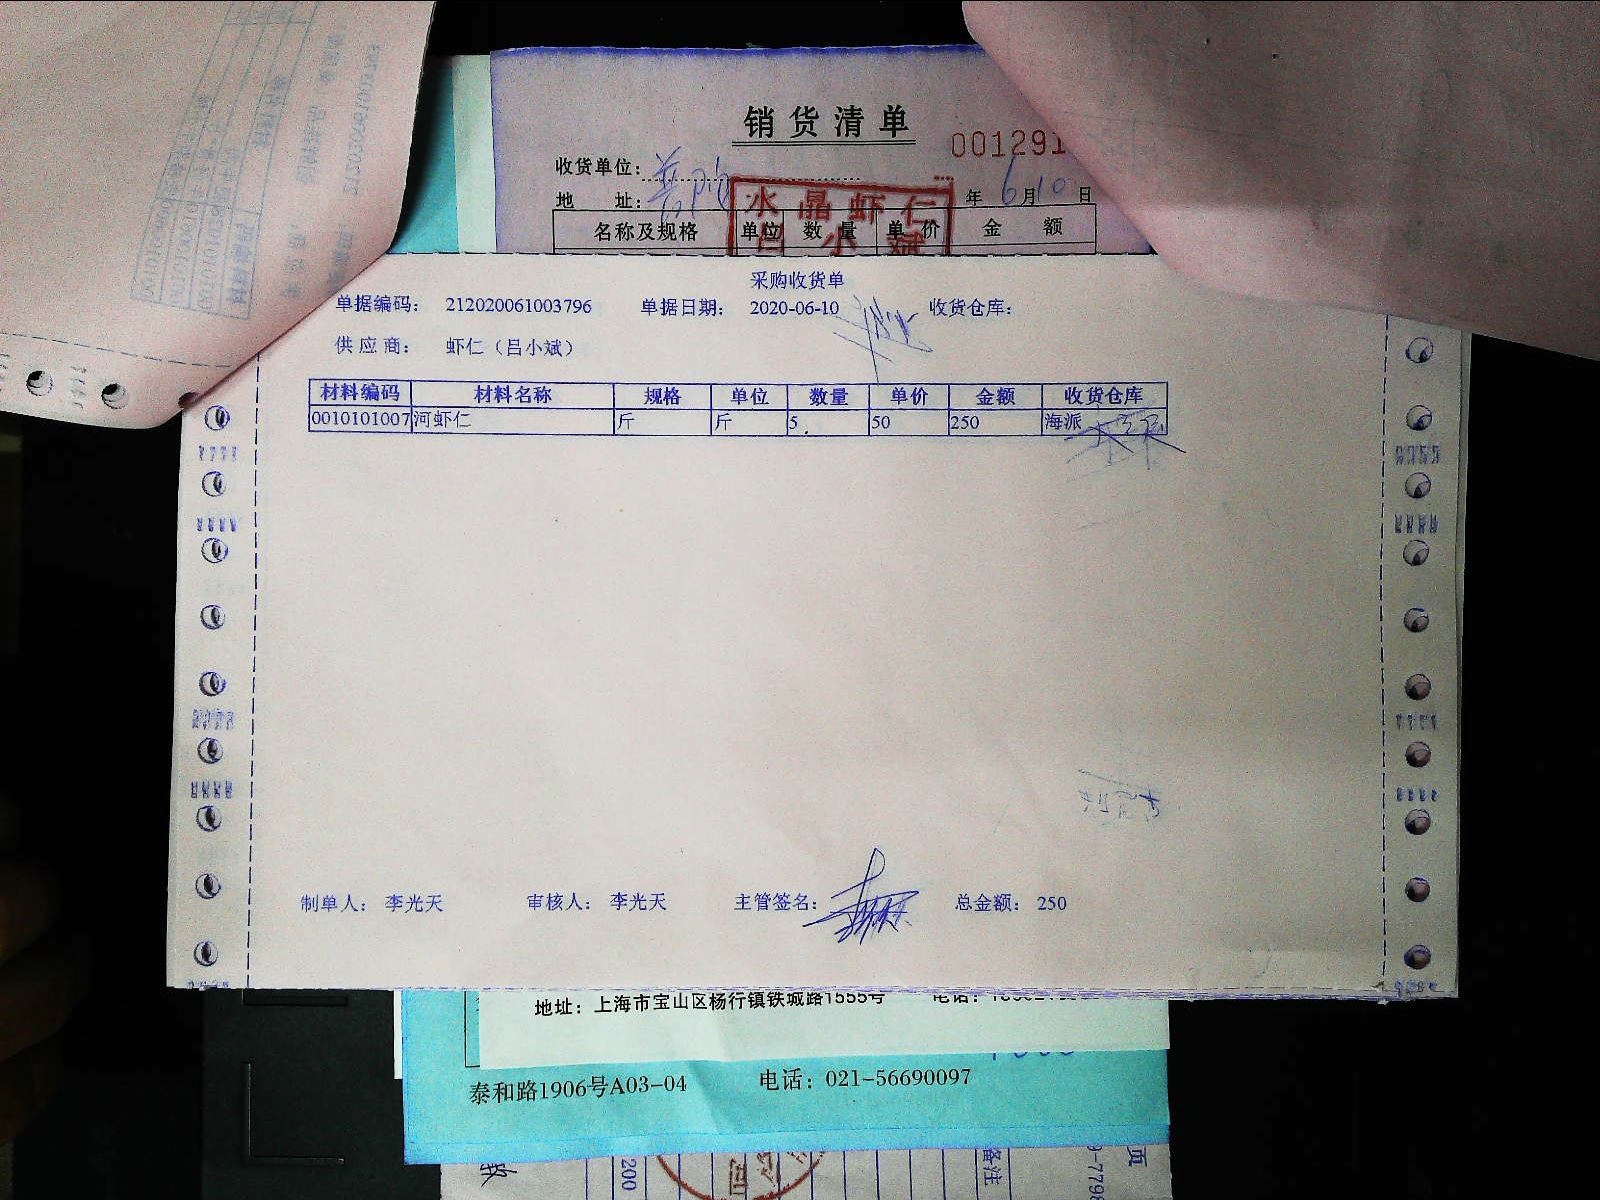 销货清单
001291
收货单位：
地 址： 年 6月10日
水晶虾仁
吕小斌
名称及规格 单位 数量 单价 金额
采购收货单
单据编码： 212020061003796 单据日期： 2020-06-10 收货仓库：
供应商： 虾仁（吕小斌）
材料编码 材料名称 规格 单位 数量 单价 金额 收货仓库
0010101007 河虾仁 斤 斤 5 50 250 海派
制单人： 李光天 审核人： 李光天 主管签名： 总金额： 250
地址：上海市宝山区杨行镇铁城路1555号 电话：
泰和路1906号A03-04 电话：021-56690097
200
备注
页